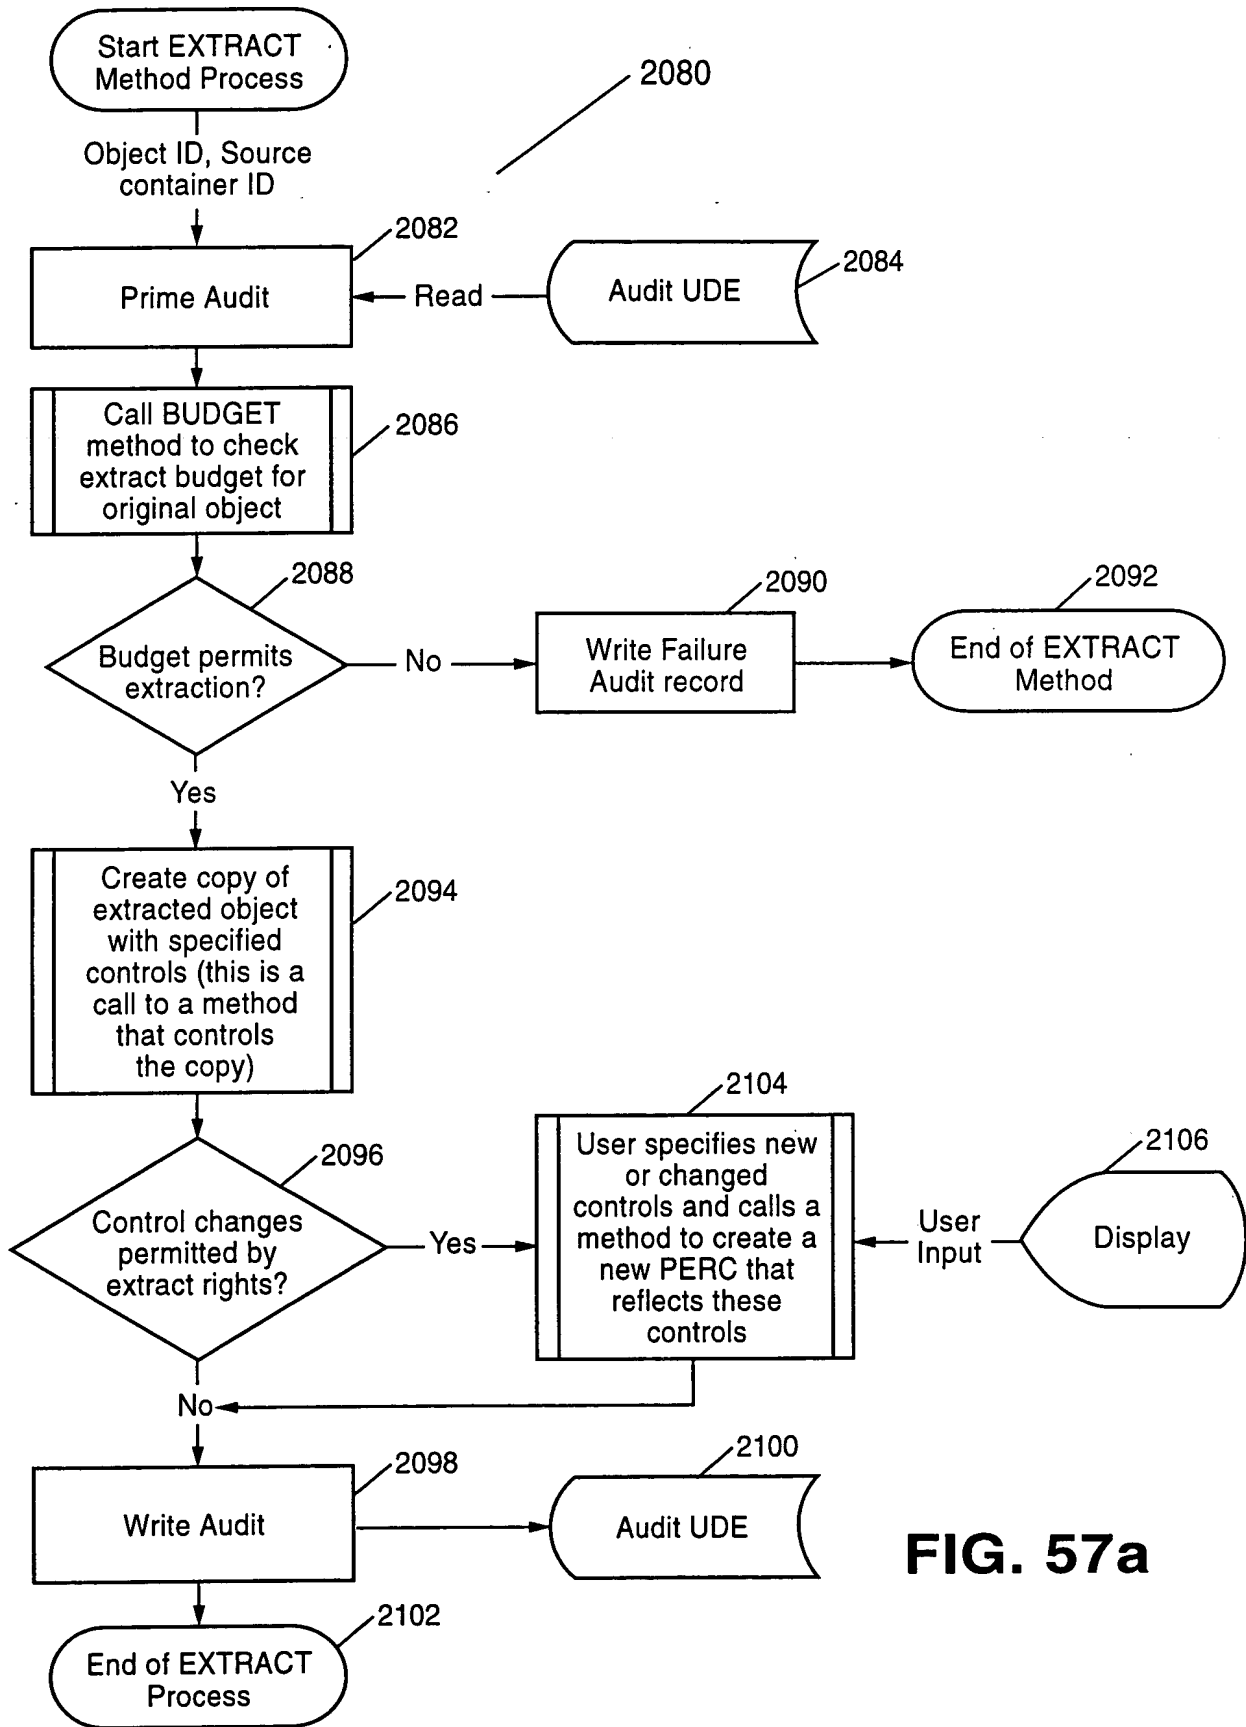 Start EXTRACT
Method Process
2080
Object ID, Source
container ID
2082
Prime Audit
Read
Audit UDE
2084
Call BUDGET
method to check
extract budget for
original object
2086
2088
Budget permits
extraction?
No
2090
Write Failure
Audit record
2092
End of EXTRACT
Method
Yes
Create copy of
extracted object
with specified
controls (this is a
call to a method
that controls
the copy)
2094
2096
Control changes
permitted by
extract rights?
Yes
2104
User specifies new
or changed
controls and calls a
method to create a
new PERC that
reflects these
controls
User
Input
2106
Display
No
2098
Write Audit
2100
Audit UDE
FIG. 57a
2102
End of EXTRACT
Process